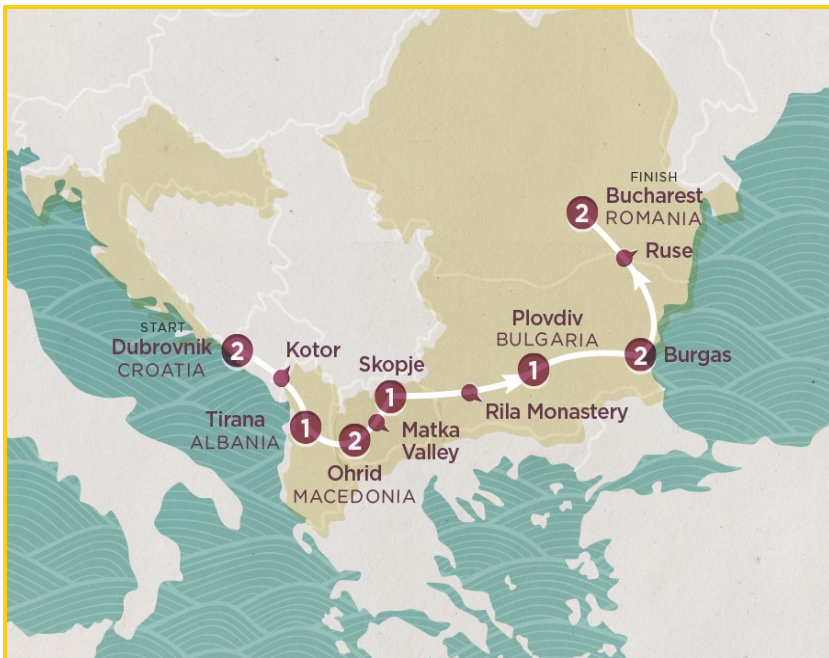 START
Dubrovnik
CROATIA
2
Kotor
Tirana
ALBANIA
1
2
Ohrid
MACEDONIA
Matka
Valley
Skopje
1
Rila Monastery
Plovdiv
BULGARIA
1
2
Burgas
Ruse
FINISH
Bucharest
ROMANIA
2